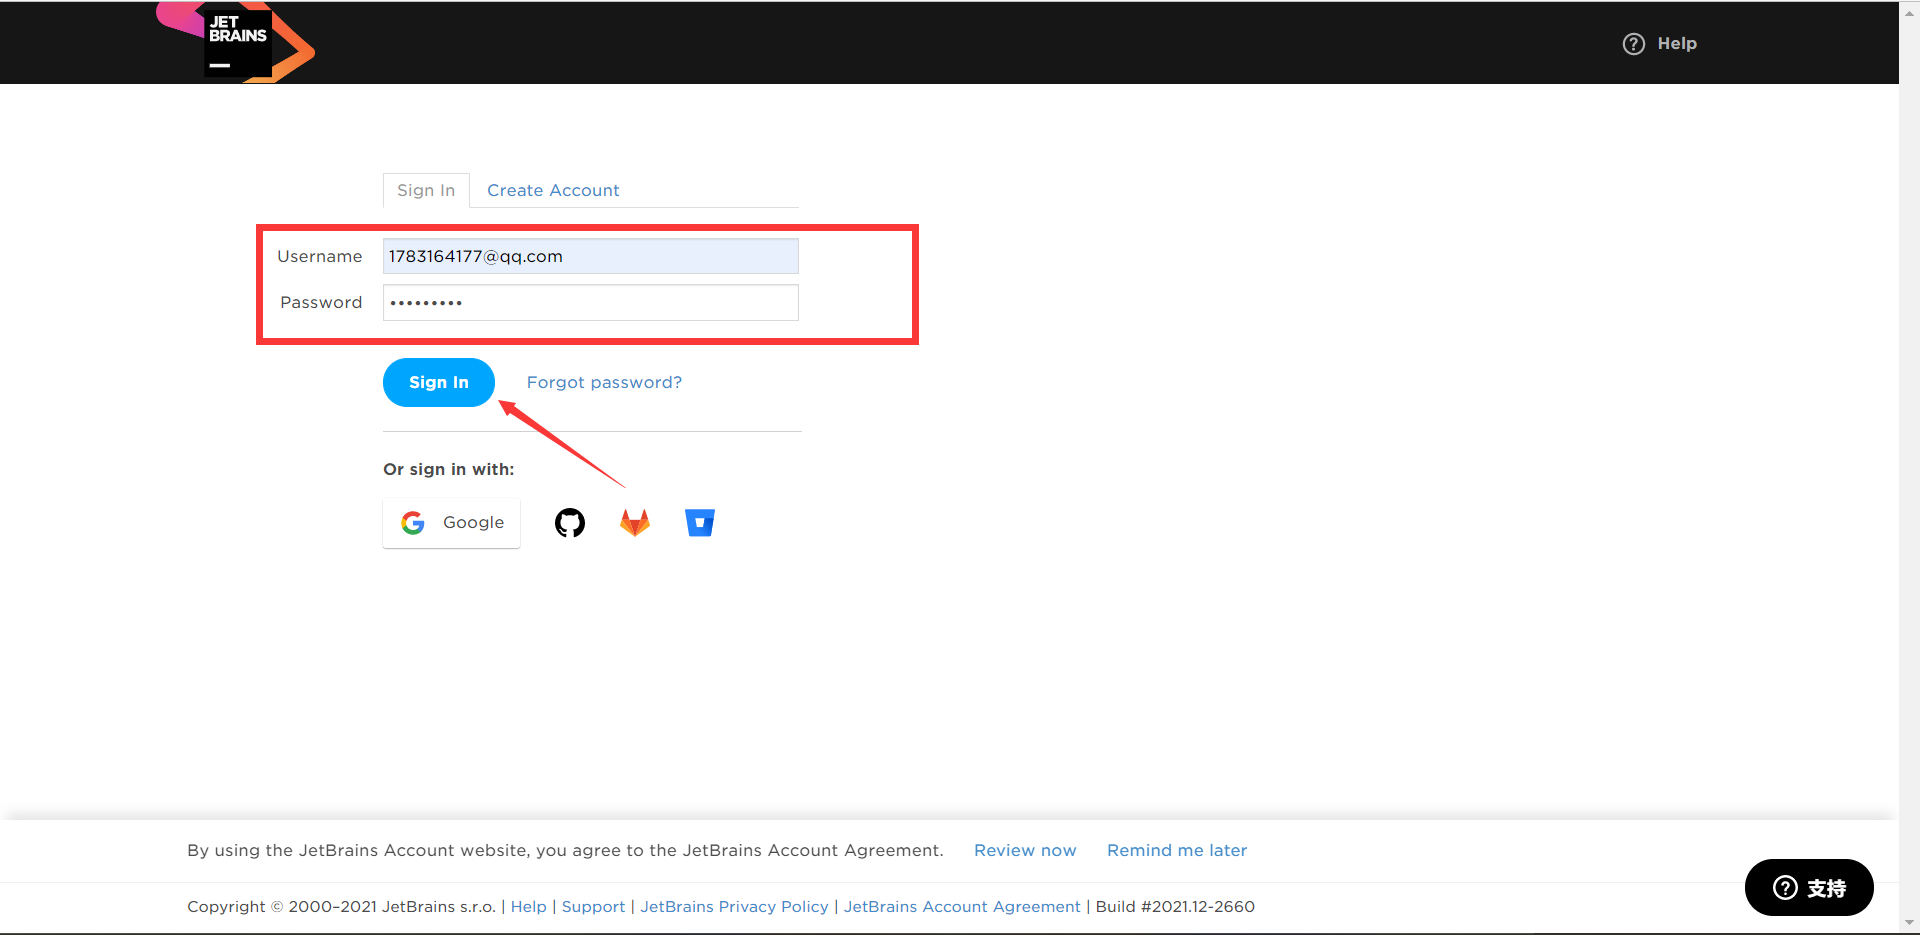 JET
BRAINS
Help
Sign In Create Account
Username 1783164177@qq.com
Password •••••••••
Sign In Forgot password?
Or sign in with:
Google
By using the JetBrains Account website, you agree to the JetBrains Account Agreement. Review now Remind me later
支持
Copyright © 2000–2021 JetBrains s.r.o. | Help | Support | JetBrains Privacy Policy | JetBrains Account Agreement | Build #2021.12-2660